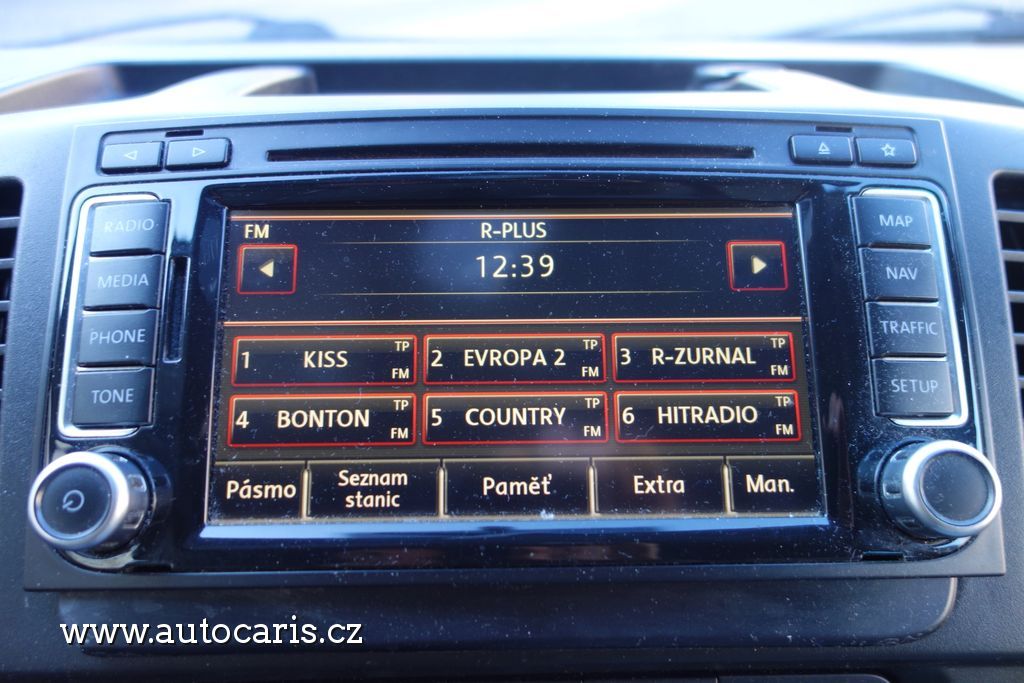 RADIO
MEDIA
PHONE
TONE
FM R-PLUS
12:39
1 KISS TP FM
2 EVROPA 2 TP FM
3 R-ZURNAL TP FM
4 BONTON TP FM
5 COUNTRY TP FM
6 HITRADIO TP FM
Pásmo
Seznam
stanic
Paměť
Extra
Man.
MAP
NAV
TRAFFIC
SETUP
www.autocaris.cz